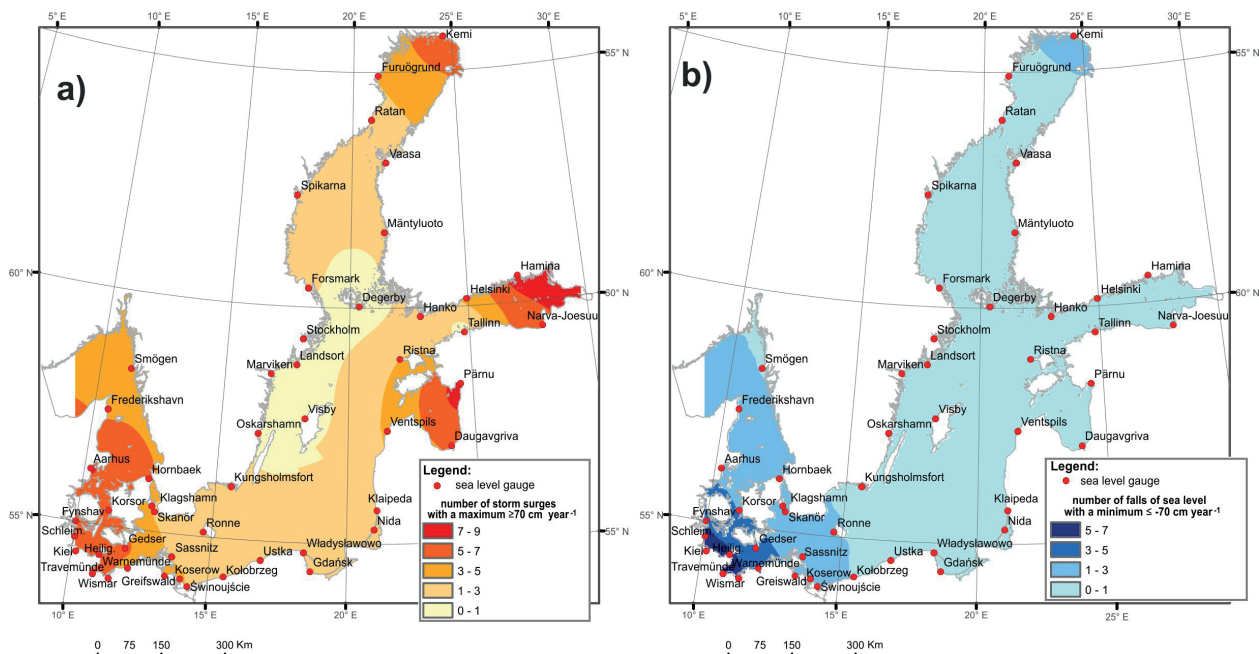 5° E 10° E 15° E 20° E 25° E 30° E
a)
Kemi
65° N
Furuögrund
Ratan
Vaasa
Spikarna
Mäntyluoto
60° N
Forsmark
Degerby
Hanko
Helsinki
Hamina
60° N
Narva-Joesuu
Tallinn
Stockholm
Landsort
Marviken
Ristna
Smögen
Pärnu
Frederikshavn
Visby
Oskarshamn
Ventspils
Daugavgriva
Aarhus
Hornbaek
Kungsholmsfort
Korsor
Klagshamn
Skanör
Fynshav
Schleim.
Kiel
Heilig.
Gedser
Ronne
Klaipeda
Nida
55° N
55° N
Travemünde
Warnemünde
Sassnitz
Ustka
Władysławowo
Wismar
Greifswald
Koserow
Kołobrzeg
Gdańsk
Świnoujście
Legend:
sea level gauge
number of storm surges
with a maximum ≥70 cm year-1
7 - 9
5 - 7
3 - 5
1 - 3
0 - 1
10° E 15° E 20° E
0 75 150 300 Km
5° E 10° E 15° E 20° E 25° E 30° E
b)
Kemi
65° N
Furuögrund
Ratan
Vaasa
Spikarna
Mäntyluoto
60° N
Forsmark
Degerby
Hanko
Helsinki
Hamina
60° N
Narva-Joesuu
Tallinn
Stockholm
Landsort
Marviken
Ristna
Smögen
Pärnu
Frederikshavn
Visby
Oskarshamn
Ventspils
Daugavgriva
Aarhus
Hornbaek
Kungsholmsfort
Korsor
Klagshamn
Skanör
Fynshav
Schleim.
Kiel
Heilig.
Gedser
Ronne
Klaipeda
Nida
55° N
55° N
Travemünde
Warnemünde
Sassnitz
Ustka
Władysławowo
Wismar
Greifswald
Koserow
Kołobrzeg
Gdańsk
Świnoujście
Legend:
sea level gauge
number of falls of sea level
with a minimum ≤ -70 cm year-1
5 - 7
3 - 5
1 - 3
0 - 1
10° E 15° E 20° E 25° E
0 75 150 300 Km